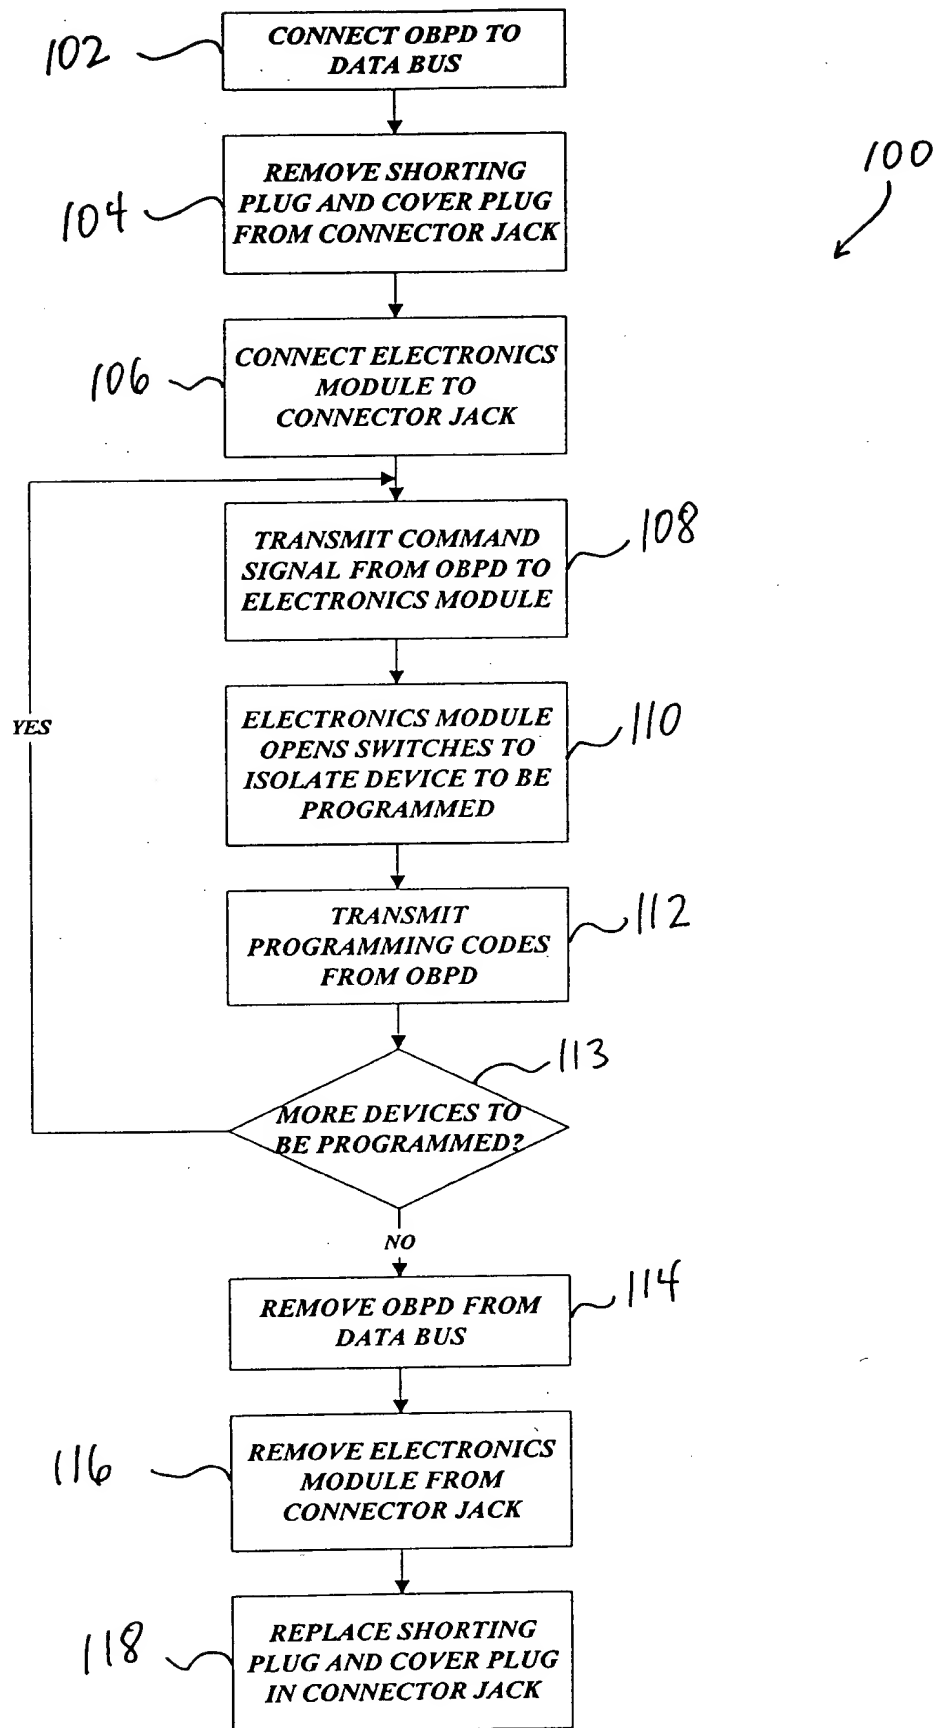 102
CONNECT OBPD TO
DATA BUS
100
104
REMOVE SHORTING
PLUG AND COVER PLUG
FROM CONNECTOR JACK
106
CONNECT ELECTRONICS
MODULE TO
CONNECTOR JACK
108
TRANSMIT COMMAND
SIGNAL FROM OBPD TO
ELECTRONICS MODULE
110
ELECTRONICS MODULE
OPENS SWITCHES TO
ISOLATE DEVICE TO BE
PROGRAMMED
YES
112
TRANSMIT
PROGRAMMING CODES
FROM OBPD
113
MORE DEVICES TO
BE PROGRAMMED?
NO
114
REMOVE OBPD FROM
DATA BUS
116
REMOVE ELECTRONICS
MODULE FROM
CONNECTOR JACK
118
REPLACE SHORTING
PLUG AND COVER PLUG
IN CONNECTOR JACK